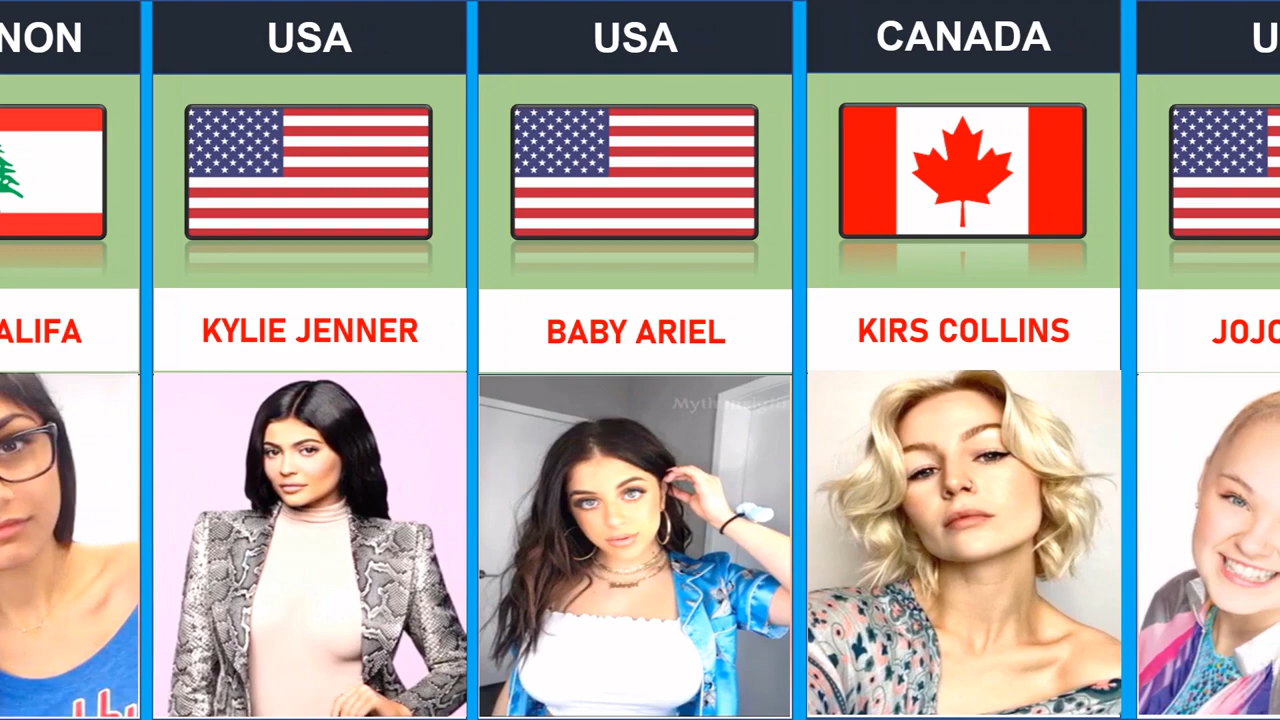 NON
USA
USA
CANADA
U
ALIFA
KYLIE JENNER
BABY ARIEL
KIRS COLLINS
JOJO